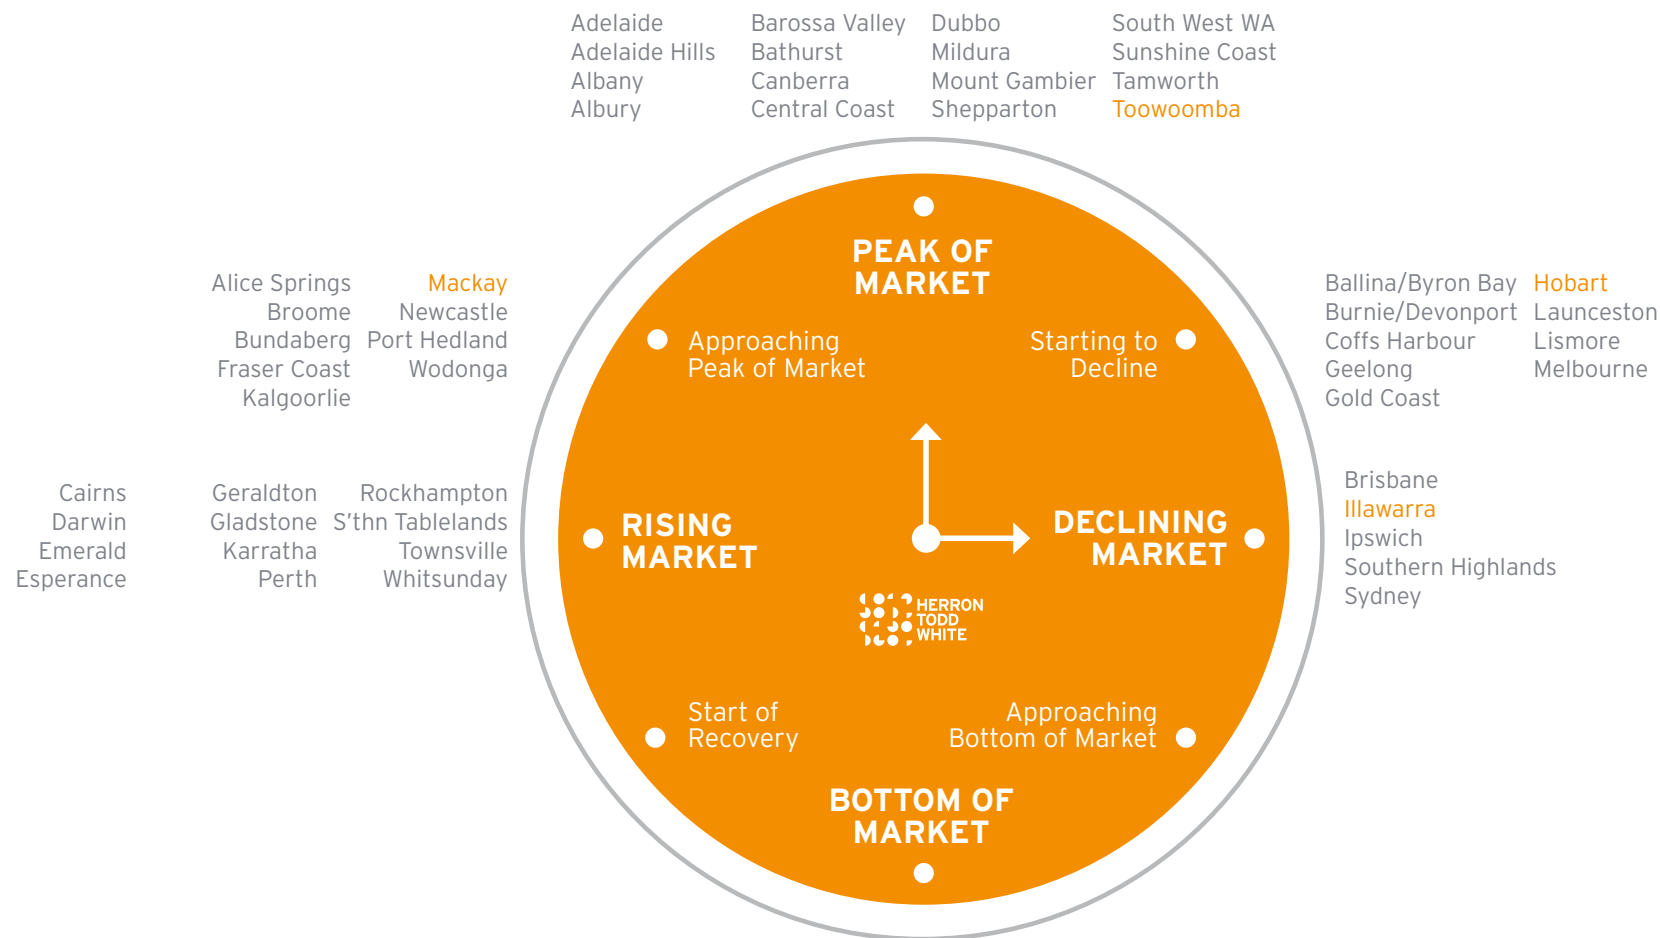 Adelaide
Adelaide Hills
Albany
Albury
Barossa Valley
Bathurst
Canberra
Central Coast
Dubbo
Mildura
Mount Gambier
Shepparton
South West WA
Sunshine Coast
Tamworth
Toowoomba
PEAK OF
MARKET
Alice Springs
Broome
Bundaberg
Fraser Coast
Kalgoorlie
Mackay
Newcastle
Port Hedland
Wodonga
Approaching
Peak of Market
Starting to
Decline
Ballina/Byron Bay
Burnie/Devonport
Coffs Harbour
Geelong
Gold Coast
Hobart
Launceston
Lismore
Melbourne
Cairns
Darwin
Emerald
Esperance
Geraldton
Gladstone
Karratha
Perth
Rockhampton
S'thn Tablelands
Townsville
Whitsunday
RISING
MARKET
DECLINING
MARKET
Brisbane
Illawarra
Ipswich
Southern Highlands
Sydney
HERRON
TODD
WHITE
Start of
Recovery
Approaching
Bottom of Market
BOTTOM OF
MARKET